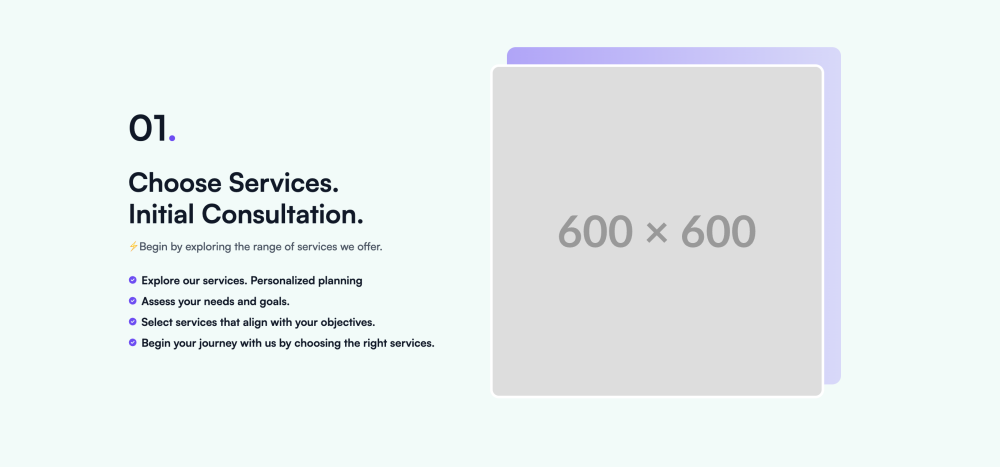 01.
Choose Services.
Initial Consultation.
⚡Begin by exploring the range of services we offer.
Explore our services. Personalized planning
Assess your needs and goals.
Select services that align with your objectives.
Begin your journey with us by choosing the right services.
600 × 600